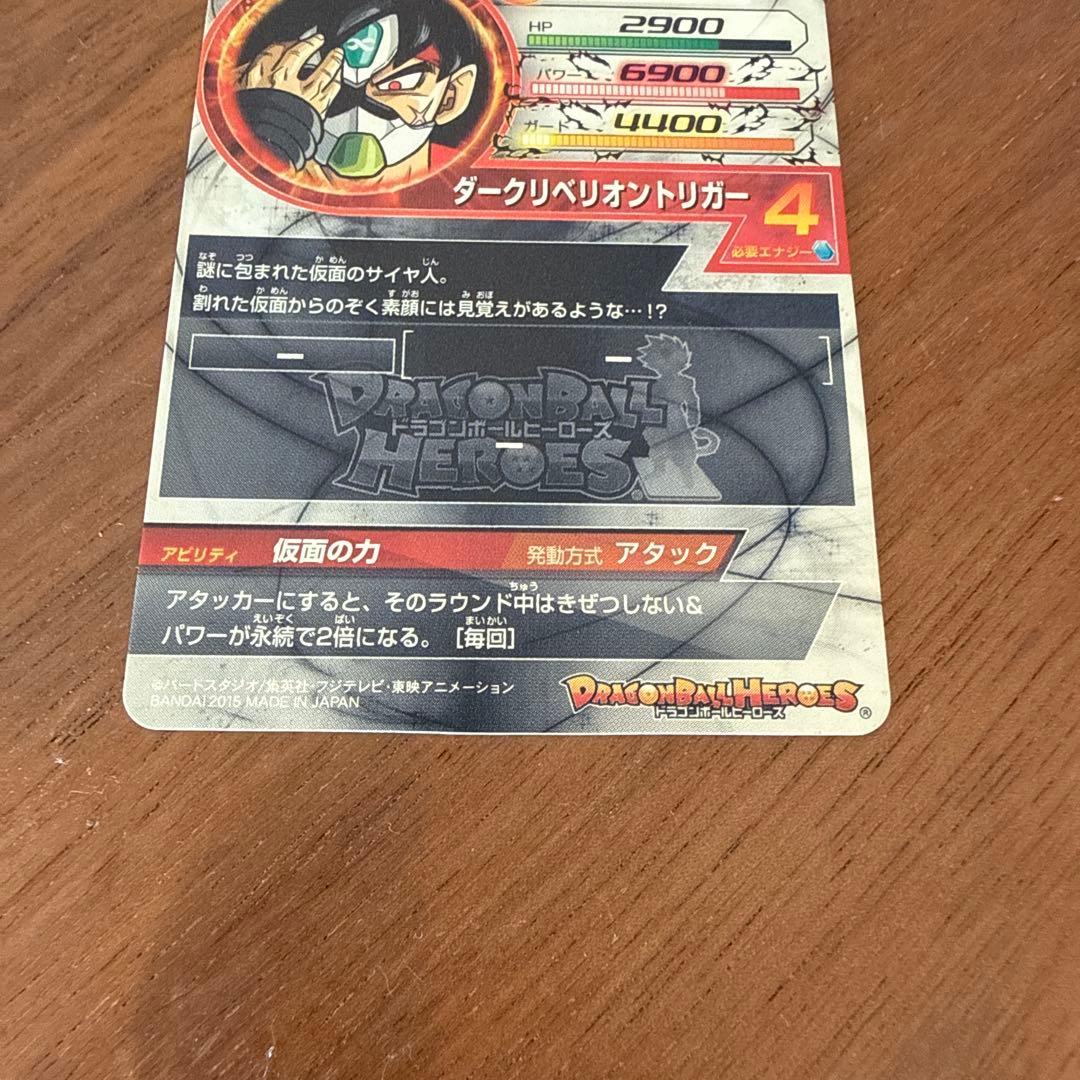 HP 2900
パワー 6900
ガード 4400
ダークリベリオントリガー
4
必要エナジー
謎に包まれた仮面のサイヤ人。
割れた仮面からのぞく素顔には見覚えがあるような…!?
ー
ー
DRAGONBALL
ドラゴンボールヒーローズ
ー
HEROES®
アビリティ 仮面の力 発動方式 アタック
アタッカーにすると、そのラウンド中はきぜつしない&
パワーが永続で2倍になる。 [毎回]
©バードスタジオ/集英社・フジテレビ・東映アニメーション
BANDAI 2015 MADE IN JAPAN
DRAGONBALL HEROES®
ドラゴンボールヒーローズ